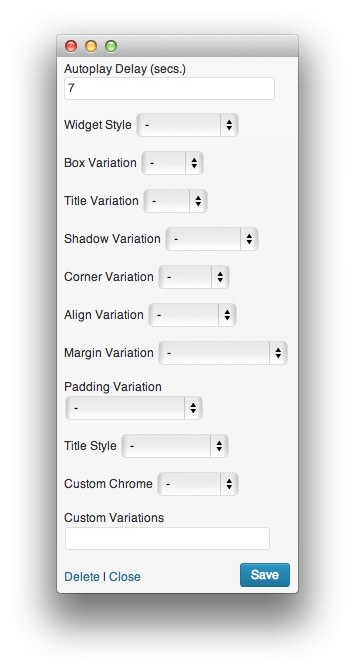 Autoplay Delay (secs.)
7
Widget Style -
Box Variation -
Title Variation -
Shadow Variation -
Corner Variation -
Align Variation -
Margin Variation -
Padding Variation
-
Title Style -
Custom Chrome -
Custom Variations
Delete | Close Save